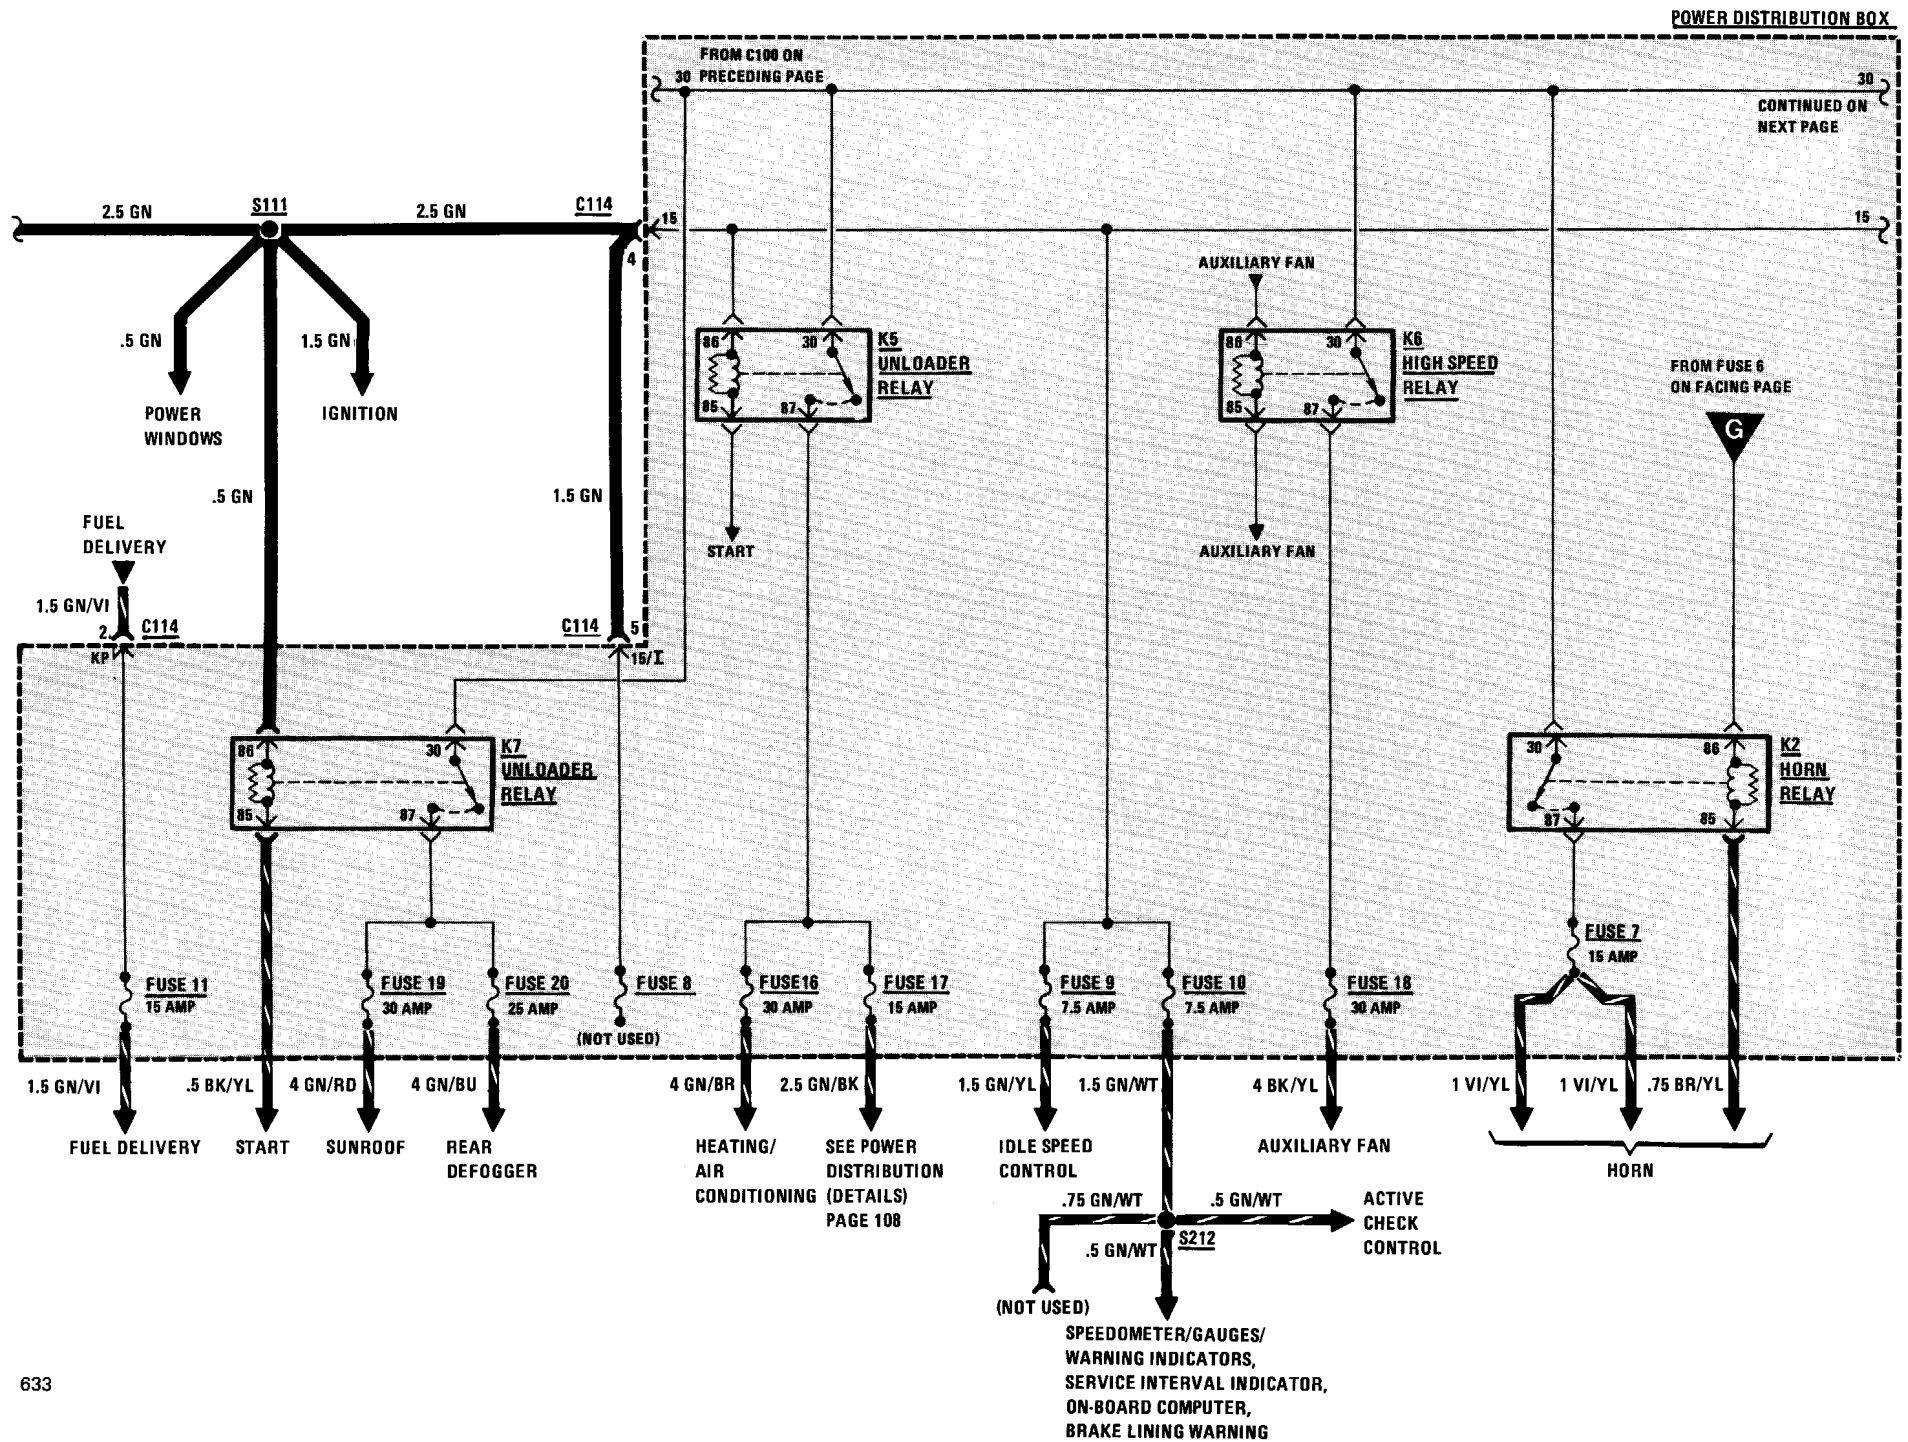 POWER DISTRIBUTION BOX
FROM C100 ON
30 PRECEDING PAGE
30
CONTINUED ON
NEXT PAGE
2.5 GN
S111
2.5 GN
C114
15
15
4
AUXILIARY FAN
.5 GN
1.5 GN
86
30
K5
UNLOADER
RELAY
85
87
86
30
K6
HIGH SPEED
RELAY
85
87
FROM FUSE 6
ON FACING PAGE
G
POWER
WINDOWS
IGNITION
.5 GN
1.5 GN
FUEL
DELIVERY
START
AUXILIARY FAN
1.5 GN/VI
2
C114
C114
5
KP
15/I
86
30
K7
UNLOADER
RELAY
85
87
30
86
K2
HORN
RELAY
87
85
FUSE 7
15 AMP
FUSE 11
15 AMP
FUSE 19
30 AMP
FUSE 20
25 AMP
FUSE 8
(NOT USED)
FUSE16
30 AMP
FUSE 17
15 AMP
FUSE 9
7.5 AMP
FUSE 10
7.5 AMP
FUSE 18
30 AMP
1.5 GN/VI
.5 BK/YL
4 GN/RD
4 GN/BU
4 GN/BR
2.5 GN/BK
1.5 GN/YL
1.5 GN/WT
4 BK/YL
1 VI/YL
1 VI/YL
.75 BR/YL
FUEL DELIVERY
START
SUNROOF
REAR
DEFOGGER
HEATING/
AIR
CONDITIONING
SEE POWER
DISTRIBUTION
(DETAILS)
PAGE 108
IDLE SPEED
CONTROL
AUXILIARY FAN
HORN
.75 GN/WT
.5 GN/WT
ACTIVE
CHECK
CONTROL
.5 GN/WT
S212
(NOT USED)
SPEEDOMETER/GAUGES/
WARNING INDICATORS,
SERVICE INTERVAL INDICATOR,
ON-BOARD COMPUTER,
BRAKE LINING WARNING
633